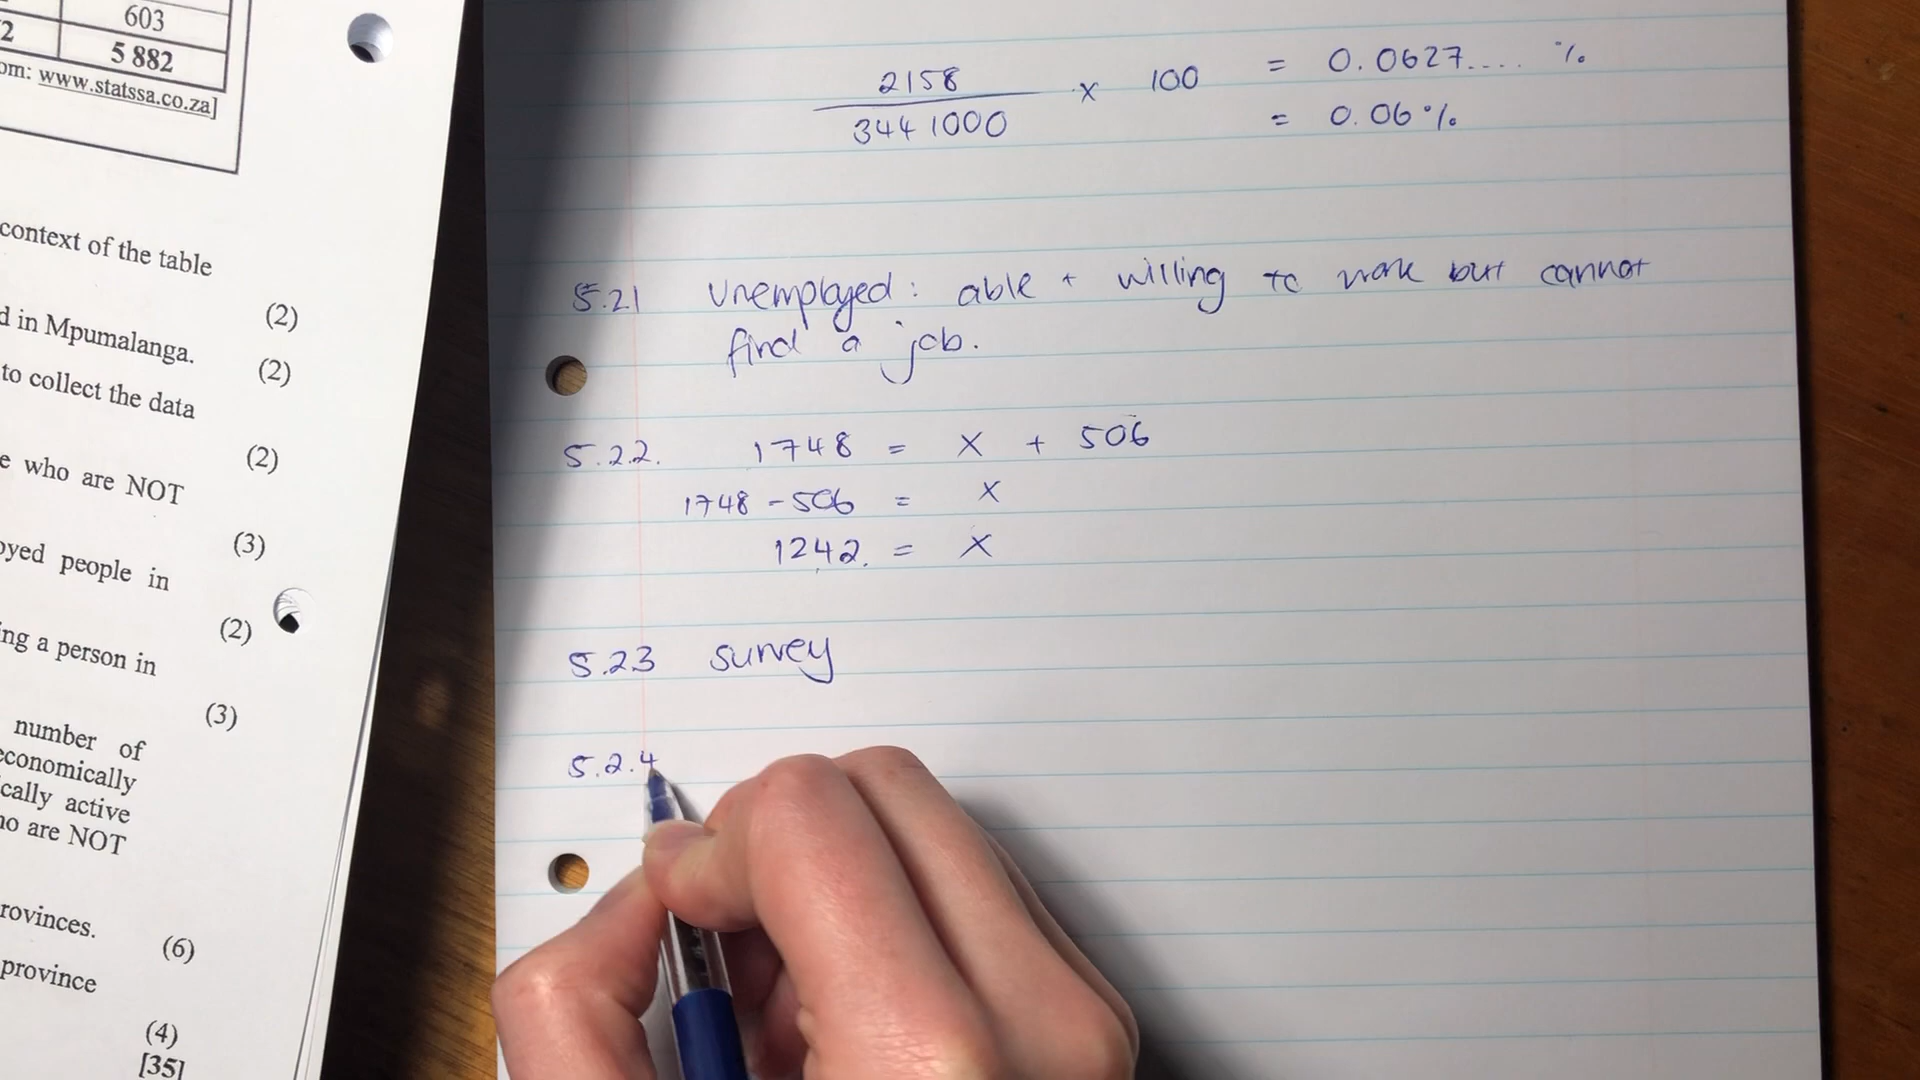 603
2
5 882
om: www.statssa.co.za]
context of the table
(2)
d in Mpumalanga.
(2)
to collect the data
(2)
e who are NOT
(3)
oyed people in
(2)
ing a person in
(3)
number of
economically
cally active
ho are NOT
rovinces.
(6)
province
(4)
[35]
2158
3441000
× 100 = 0.0627.... %
= 0.06%
5.21 Unemployed: able + willing to work but cannot
find a job.
5.2.2. 1748 = X + 506
1748 - 506 = X
1242. = X
5.23 survey
5.2.4